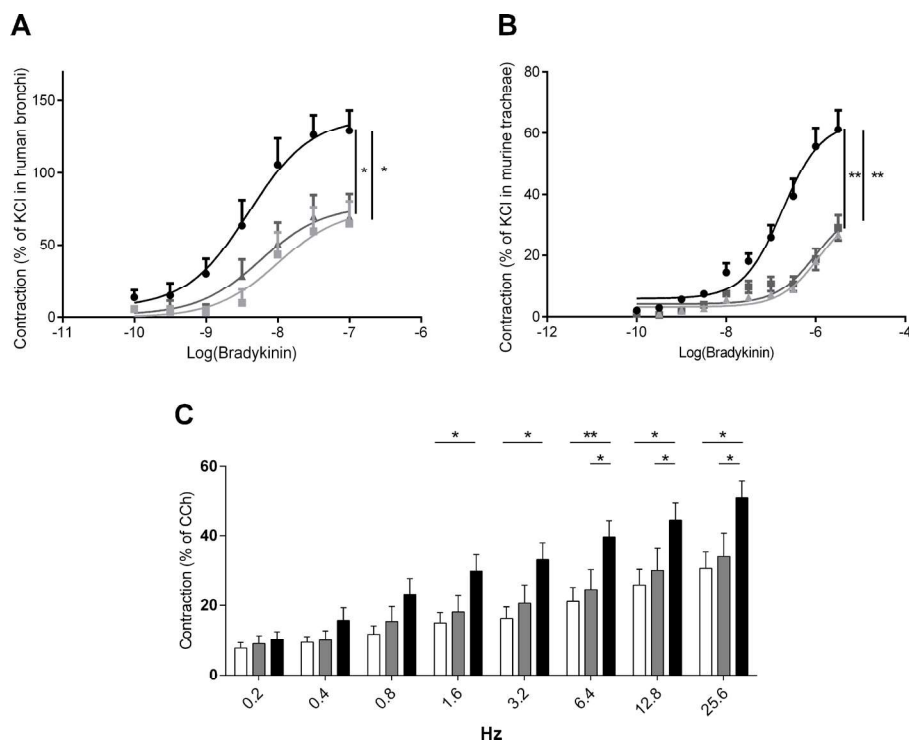 A
B
Contraction (% of KCl in human bronchi)
150
100
50
0
-11
-10
-9
-8
-7
-6
Log(Bradykinin)
*
*
Contraction (% of KCl in murine tracheae)
80
60
40
20
0
-12
-10
-8
-6
-4
Log(Bradykinin)
**
**
C
Contraction (% of CCh)
60
40
20
0
* * ** * *
* * *
0.2 0.4 0.8 1.6 3.2 6.4 12.8 25.6
Hz